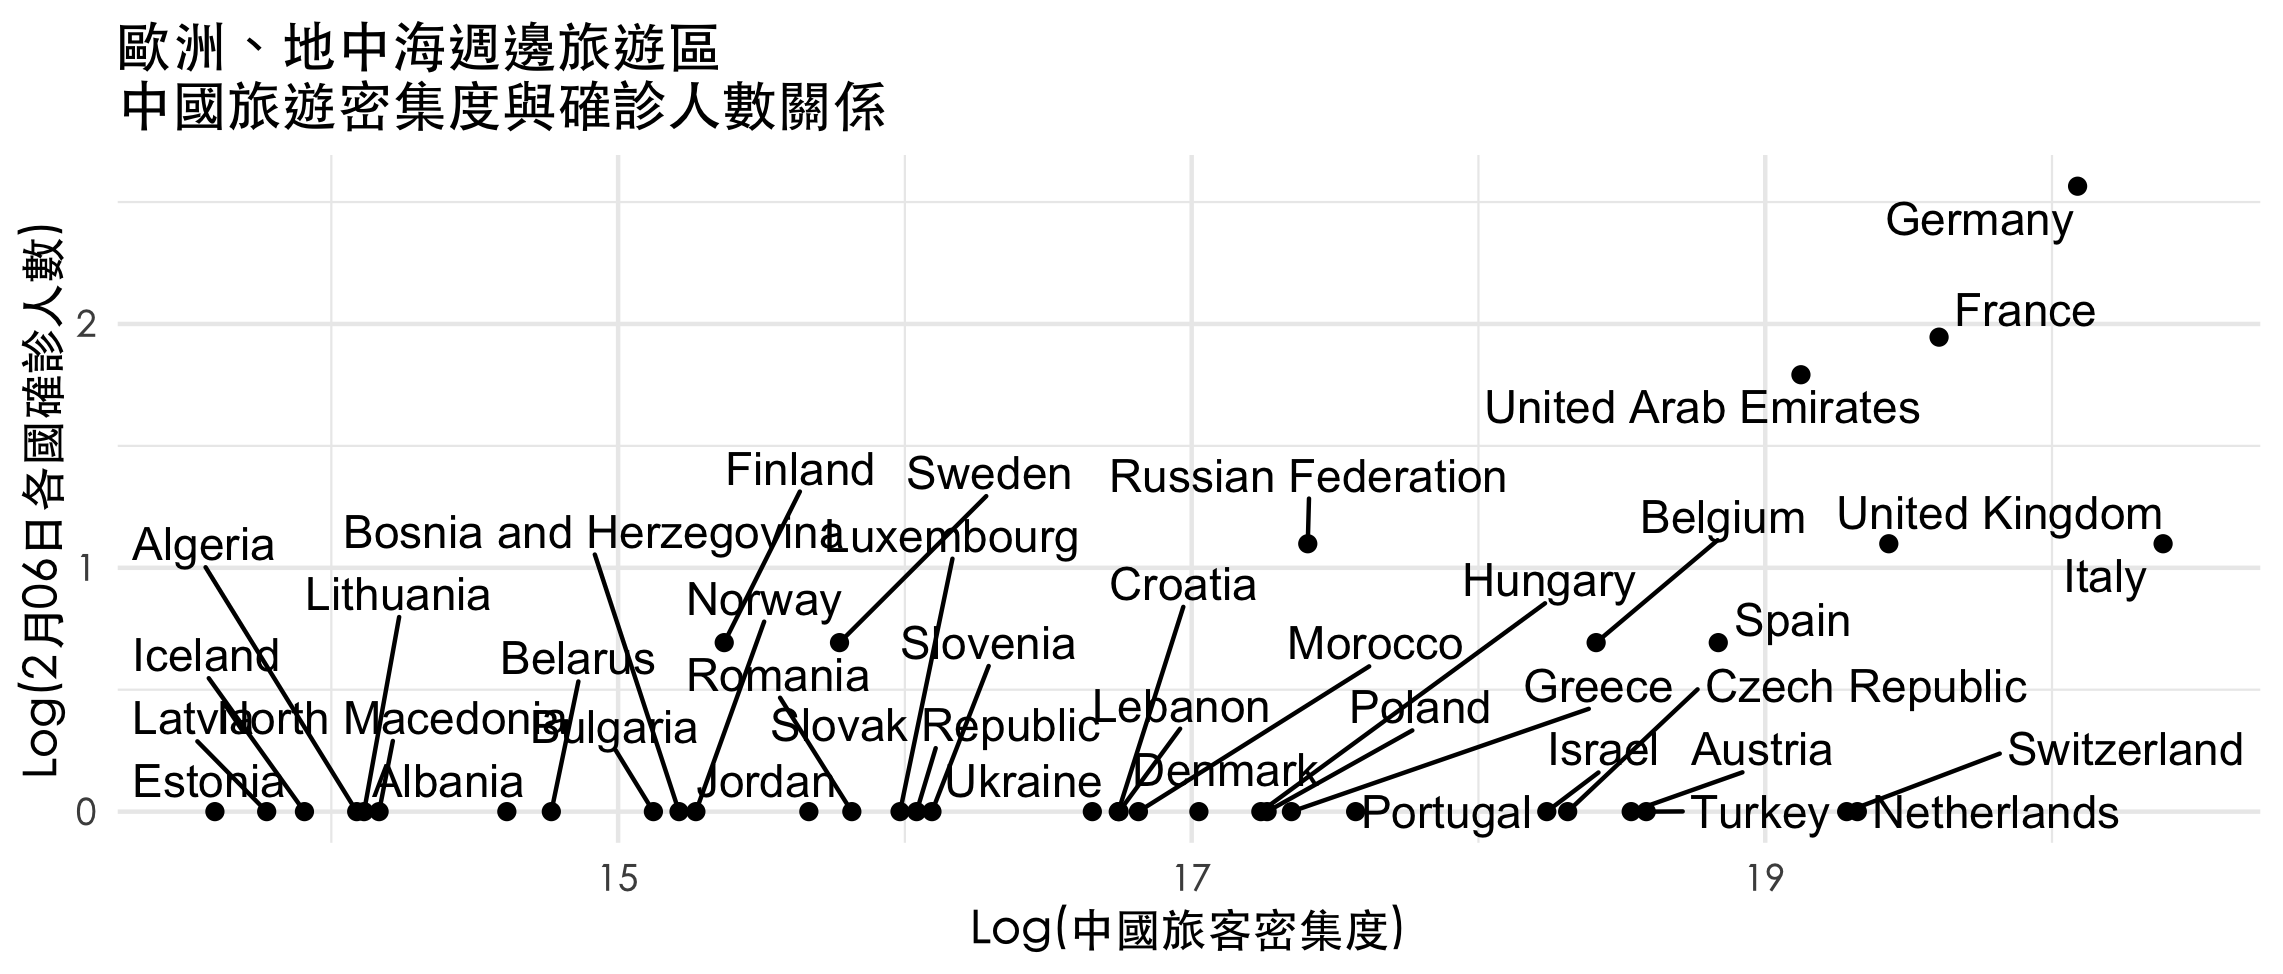 歐洲、地中海週邊旅遊區
中國旅遊密集度與確診人數關係
Log(2月06日各國確診人數)
2
1
0
Germany
France
United Arab Emirates
Finland
Sweden
Russian Federation
Algeria
Bosnia and Herzegovina
Luxembourg
Belgium
United Kingdom
Lithuania
Norway
Croatia
Hungary
Italy
Iceland
Belarus
Romania
Slovenia
Morocco
Spain
Latvia
North Macedonia
Bulgaria
Slovak Republic
Lebanon
Poland
Greece
Czech Republic
Estonia
Albania
Jordan
Ukraine
Denmark
Israel
Austria
Switzerland
Portugal
Turkey
Netherlands
15
17
19
Log(中國旅客密集度)